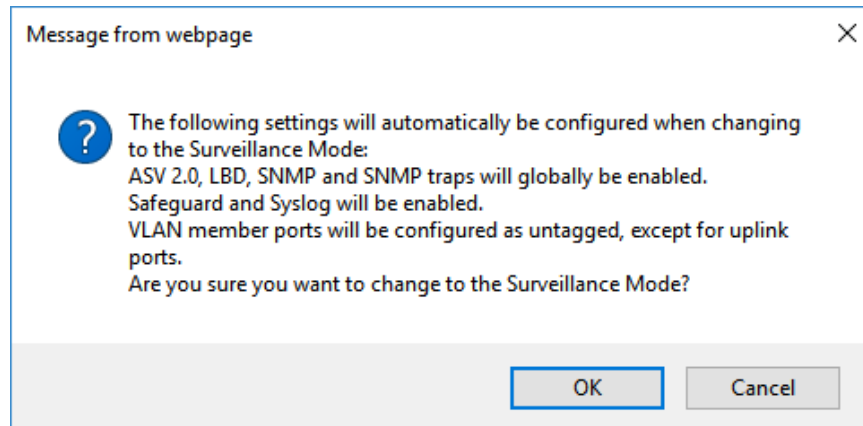 Message from webpage
The following settings will automatically be configured when changing
to the Surveillance Mode:
ASV 2.0, LBD, SNMP and SNMP traps will globally be enabled.
Safeguard and Syslog will be enabled.
VLAN member ports will be configured as untagged, except for uplink
ports.
Are you sure you want to change to the Surveillance Mode?
OK Cancel